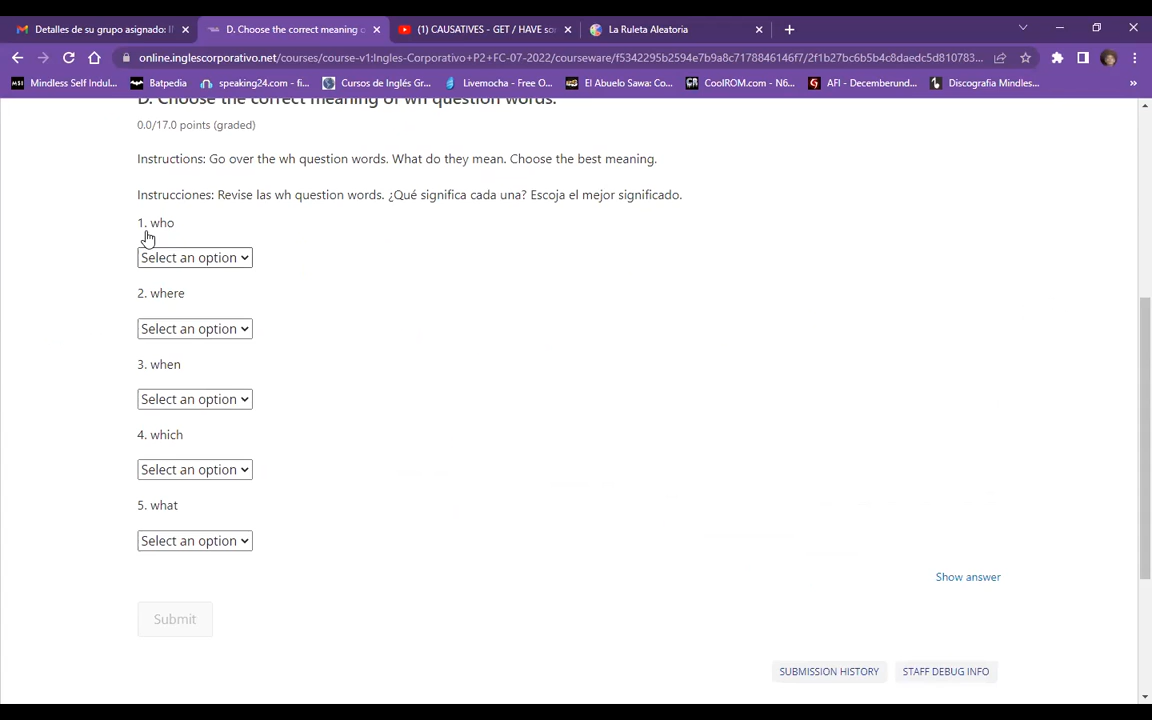 Detalles de su grupo asignado: II
D. Choose the correct meaning o
(1) CAUSATIVES - GET / HAVE so
La Ruleta Aleatoria
online.inglescorporativo.net/courses/course-v1:Ingles-Corporativo+P2+FC-07-2022/courseware/f5342295b2594e7b9a8c7178846146f7/2f1b27bc6b5b4c8daedc5d810783...
Mindless Self Indul...
Batpedia
speaking24.com - fi...
Cursos de Inglés Gr...
Livemocha - Free O...
El Abuelo Sawa: Co...
CoolROM.com - N6...
AFI - Decemberund...
Discografia Mindles...
D. Choose the correct meaning of wh question words.
0.0/17.0 points (graded)
Instructions: Go over the wh question words. What do they mean. Choose the best meaning.
Instrucciones: Revise las wh question words. ¿Qué significa cada una? Escoja el mejor significado.
1. who
Select an option
2. where
Select an option
3. when
Select an option
4. which
Select an option
5. what
Select an option
Show answer
Submit
SUBMISSION HISTORY
STAFF DEBUG INFO